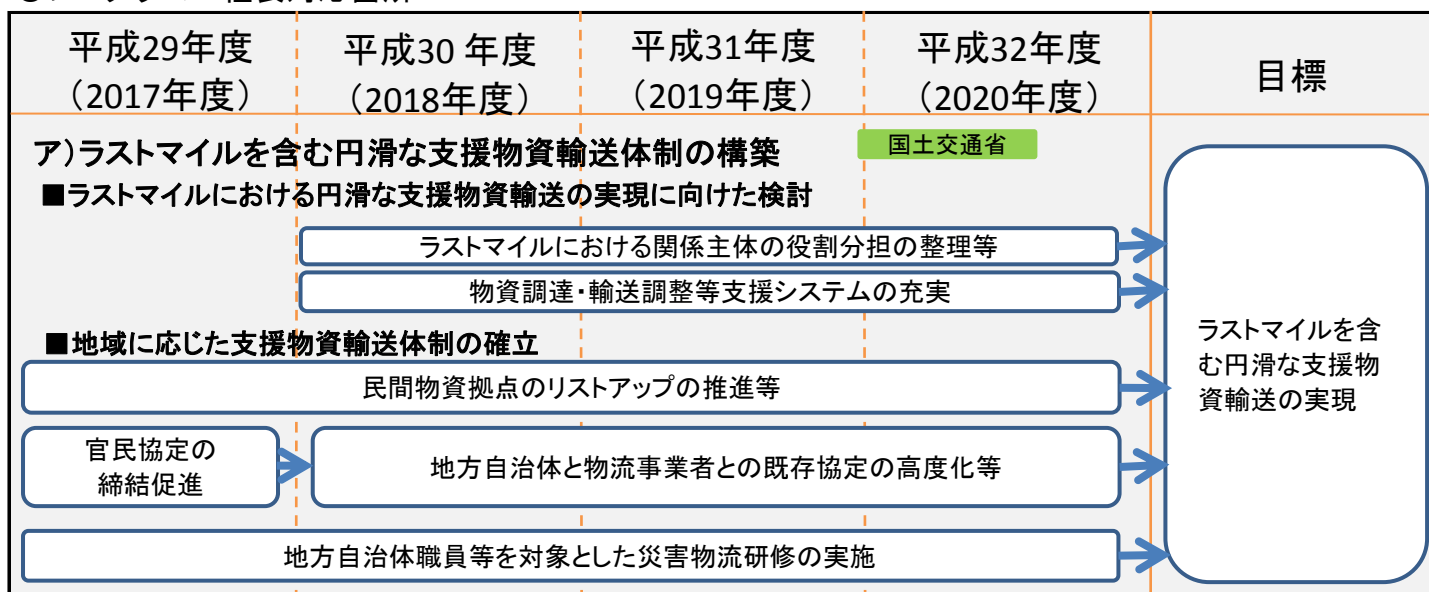 平成29年度
(2017年度)
平成30 年度
(2018年度)
平成31年度
(2019年度)
平成32年度
(2020年度)
目標
ア)ラストマイルを含む円滑な支援物資輸送体制の構築
国土交通省
■ラストマイルにおける円滑な支援物資輸送の実現に向けた検討
ラストマイルにおける関係主体の役割分担の整理等
物資調達・輸送調整等支援システムの充実
■地域に応じた支援物資輸送体制の確立
民間物資拠点のリストアップの推進等
官民協定の
締結促進
地方自治体と物流事業者との既存協定の高度化等
地方自治体職員等を対象とした災害物流研修の実施
ラストマイルを含
む円滑な支援物
資輸送の実現